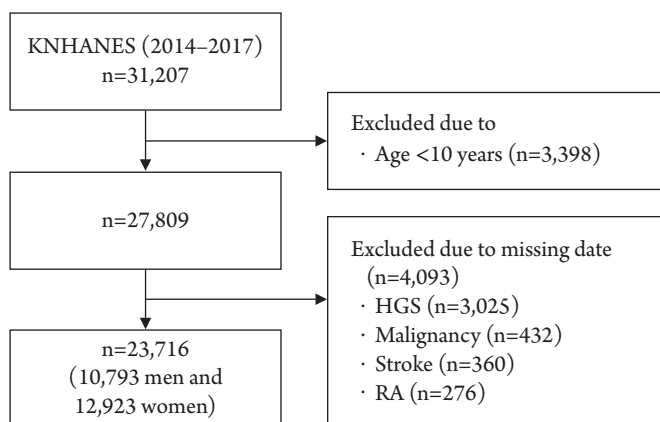 KNHANES (2014–2017)
n=31,207
Excluded due to
· Age <10 years (n=3,398)
n=27,809
Excluded due to missing date
(n=4,093)
· HGS (n=3,025)
· Malignancy (n=432)
· Stroke (n=360)
· RA (n=276)
n=23,716
(10,793 men and
12,923 women)